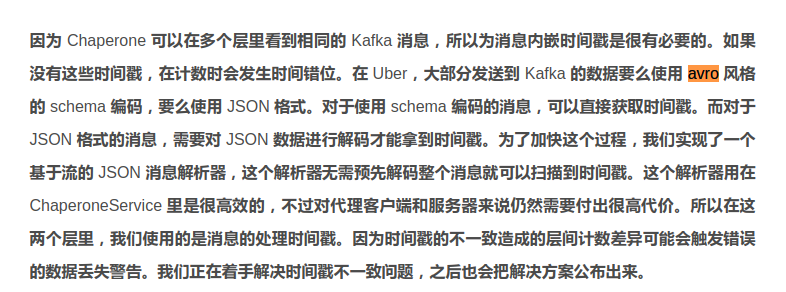 因为 Chaperone 可以在多个层里看到相同的 Kafka 消息，所以为消息内嵌时间戳是很有必要的。如果
没有这些时间戳，在计数时会发生时间错位。在 Uber，大部分发送到 Kafka 的数据要么使用 avro 风格
的 schema 编码，要么使用 JSON 格式。对于使用 schema 编码的消息，可以直接获取时间戳。而对于
JSON 格式的消息，需要对 JSON 数据进行解码才能拿到时间戳。为了加快这个过程，我们实现了一个
基于流的 JSON 消息解析器，这个解析器无需预先解码整个消息就可以扫描到时间戳。这个解析器用在
ChaperoneService 里是很高效的，不过对代理客户端和服务器来说仍然需要付出很高代价。所以在这
两个层里，我们使用的是消息的处理时间戳。因为时间戳的不一致造成的层间计数差异可能会触发错误
的数据丢失警告。我们正在着手解决时间戳不一致问题，之后也会把解决方案公布出来。